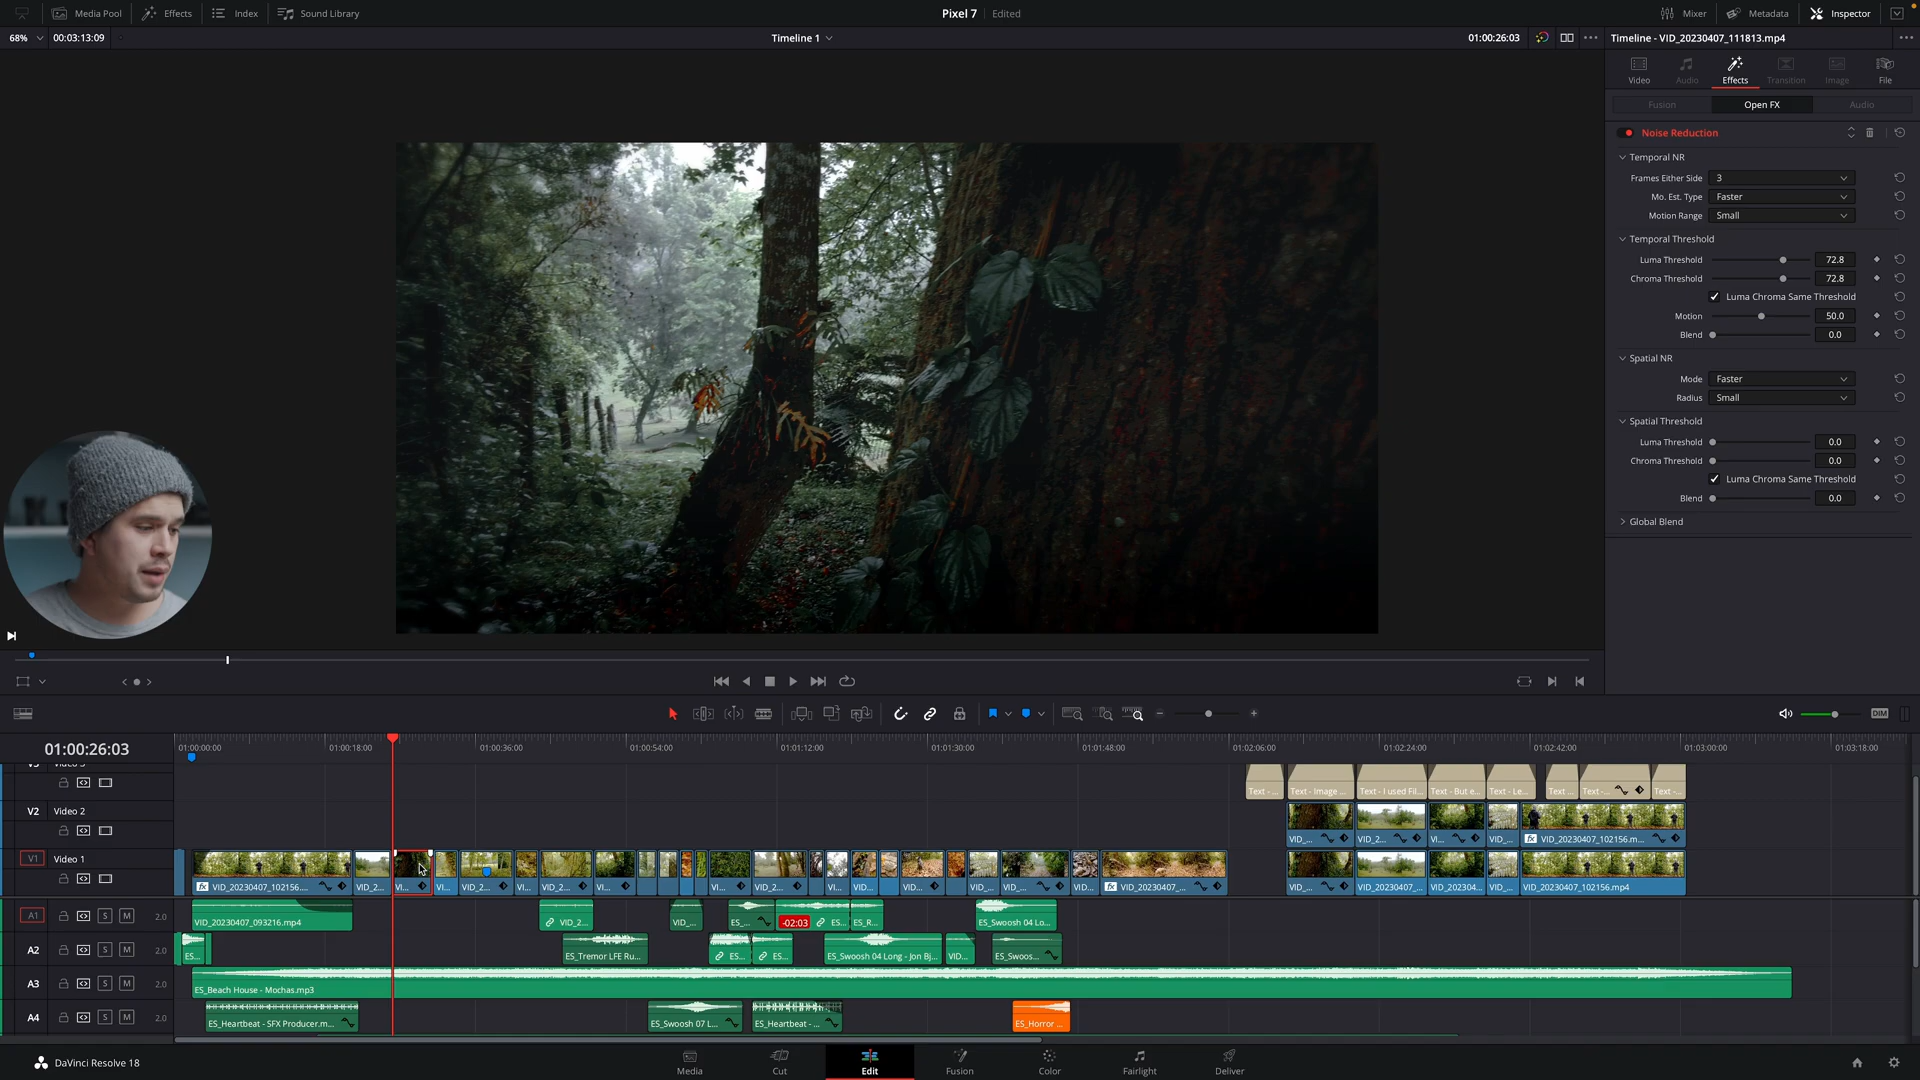 Media Pool
Effects
Index
Sound Library
Pixel 7
Edited
Mixer
Metadata
Inspector
68%
00:03:13:09
Timeline 1
01:00:26:03
Timeline - VID_20230407_111813.mp4
Video
Audio
Effects
Transition
Image
File
Fusion
Open FX
Audio
Noise Reduction
Temporal NR
Frames Either Side
3
Mo. Est. Type
Faster
Motion Range
Small
Temporal Threshold
Luma Threshold
72.8
Chroma Threshold
72.8
Luma Chroma Same Threshold
Motion
50.0
Blend
0.0
Spatial NR
Mode
Faster
Radius
Small
Spatial Threshold
Luma Threshold
0.0
Chroma Threshold
0.0
Luma Chroma Same Threshold
Blend
0.0
Global Blend
DIM
01:00:26:03
01:00:00:00
01:00:18:00
01:00:36:00
01:00:54:00
01:01:12:00
01:01:30:00
01:01:48:00
01:02:06:00
01:02:24:00
01:02:42:00
01:03:00:00
01:03:18:00
Text - ...
Text - Image ...
Text - I used Fil...
Text - But e...
Text - Le...
Text ...
Text -...
Text -...
V2
Video 2
VID_...
VID_2...
VI...
VID_...
VID_20230407_102156.m...
V1
Video 1
VID_20230407_102156....
VID_2...
VI...
VI...
VID_2...
VI...
VID_2...
VI...
VI...
VID_2...
VI...
VID...
VID...
VID_...
VI...
VID...
VID_20230407_...
VID_...
VID_20230407_...
VID_202304...
VID_...
VID_20230407_102156.mp4
A1
S
M
2.0
VID_20230407_093216.mp4
VID_2...
VID_...
ES_...
-02:03
ES...
ES_R...
ES_Swoosh 04 Lo...
A2
S
M
2.0
ES...
ES_Tremor LFE Ru...
ES...
ES...
ES_Swoosh 04 Long - Jon Bj...
VID...
ES_Swoos...
A3
S
M
2.0
ES_Beach House - Mochas.mp3
A4
S
M
2.0
ES_Heartbeat - SFX Producer.m...
ES_Swoosh 07 L...
ES_Heartbeat - ...
ES_Horror ...
DaVinci Resolve 18
Media
Cut
Edit
Fusion
Color
Fairlight
Deliver